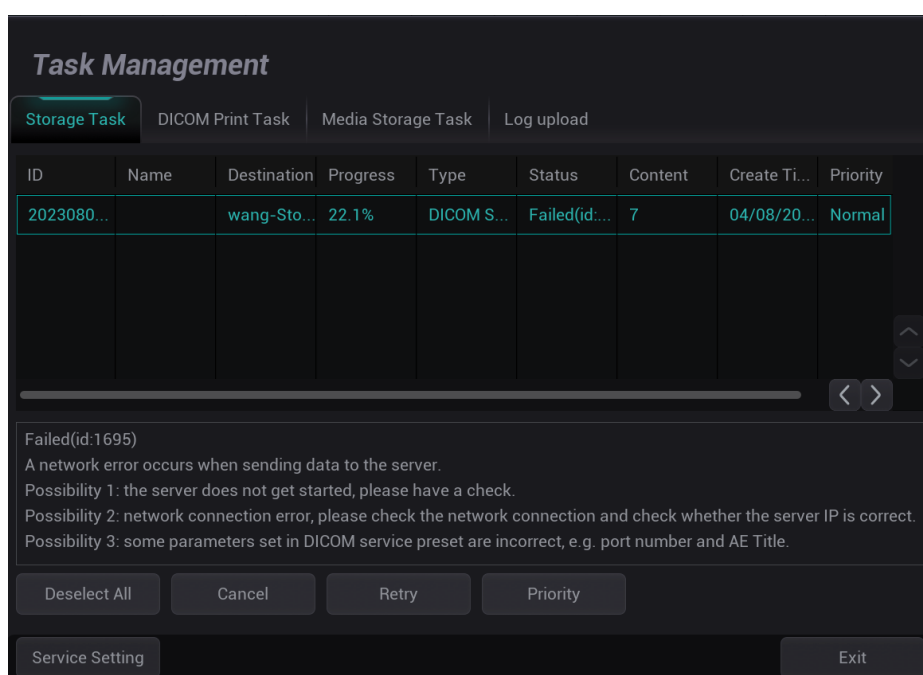 Task Management
Storage Task DICOM Print Task Media Storage Task Log upload
ID Name Destination Progress Type Status Content Create Ti... Priority
2023080... wang-Sto... 22.1% DICOM S... Failed(id:... 7 04/08/20... Normal
Failed(id:1695)
A network error occurs when sending data to the server.
Possibility 1: the server does not get started, please have a check.
Possibility 2: network connection error, please check the network connection and check whether the server IP is correct.
Possibility 3: some parameters set in DICOM service preset are incorrect, e.g. port number and AE Title.
Deselect All Cancel Retry Priority
Service Setting Exit